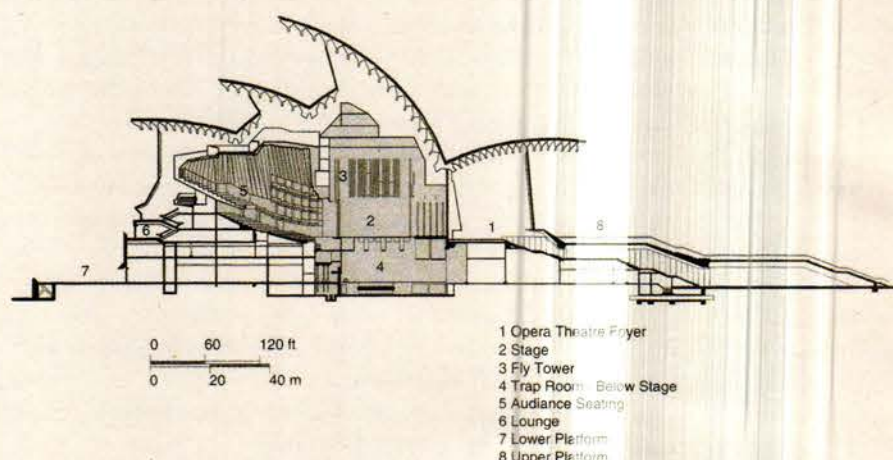 3
5
2
1
8
6
4
7
0 60 120 ft
0 20 40 m
1 Opera Theatre Foyer
2 Stage
3 Fly Tower
4 Trap Room Below Stage
5 Audiance Seating
6 Lounge
7 Lower Platform
8 Upper Platform